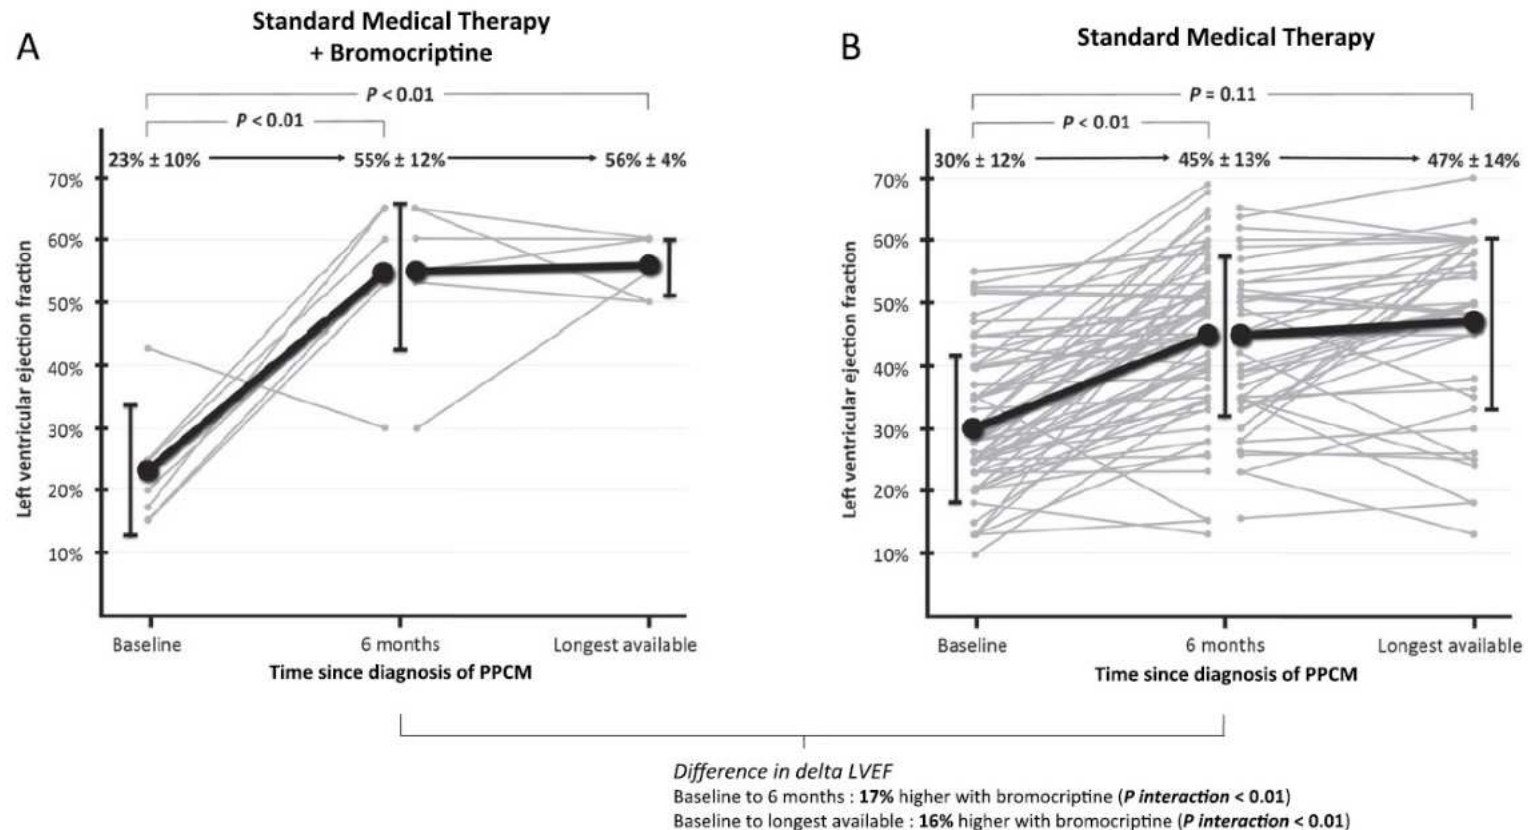 A
Standard Medical Therapy
+ Bromocriptine
P < 0.01
P < 0.01
23% ± 10%
55% ± 12%
56% ± 4%
70%
60%
50%
40%
30%
20%
10%
Left ventricular ejection fraction
Baseline
6 months
Longest available
Time since diagnosis of PPCM
B
Standard Medical Therapy
P = 0.11
P < 0.01
30% ± 12%
45% ± 13%
47% ± 14%
70%
60%
50%
40%
30%
20%
10%
Left ventricular ejection fraction
Baseline
6 months
Longest available
Time since diagnosis of PPCM
Difference in delta LVEF
Baseline to 6 months : 17% higher with bromocriptine (P interaction < 0.01)
Baseline to longest available : 16% higher with bromocriptine (P interaction < 0.01)